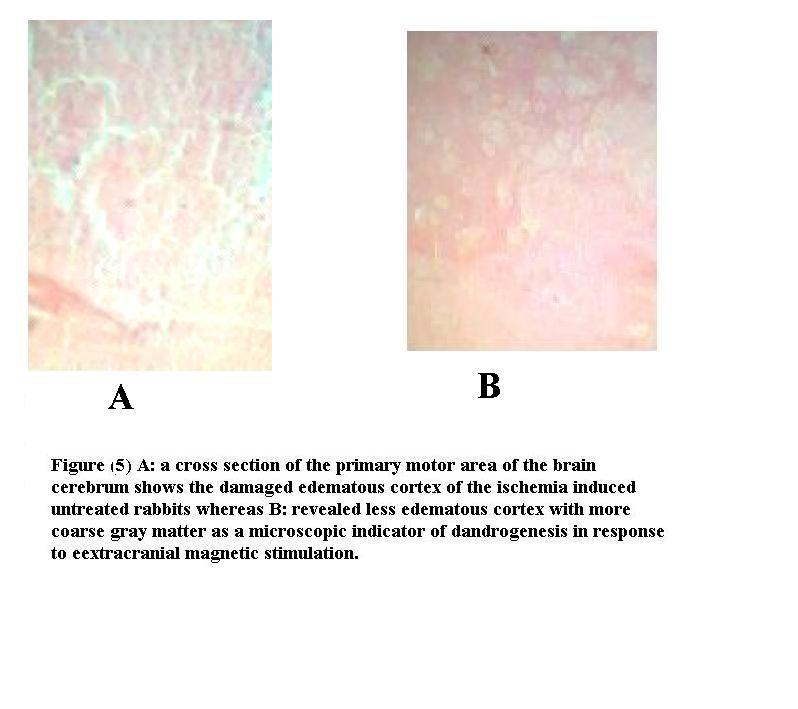 A
B
Figure (5) A: a cross section of the primary motor area of the brain
cerebrum shows the damaged edematous cortex of the ischemia induced
untreated rabbits whereas B: revealed less edematous cortex with more
coarse gray matter as a microscopic indicator of dandrogenesis in response
to eextracranial magnetic stimulation.